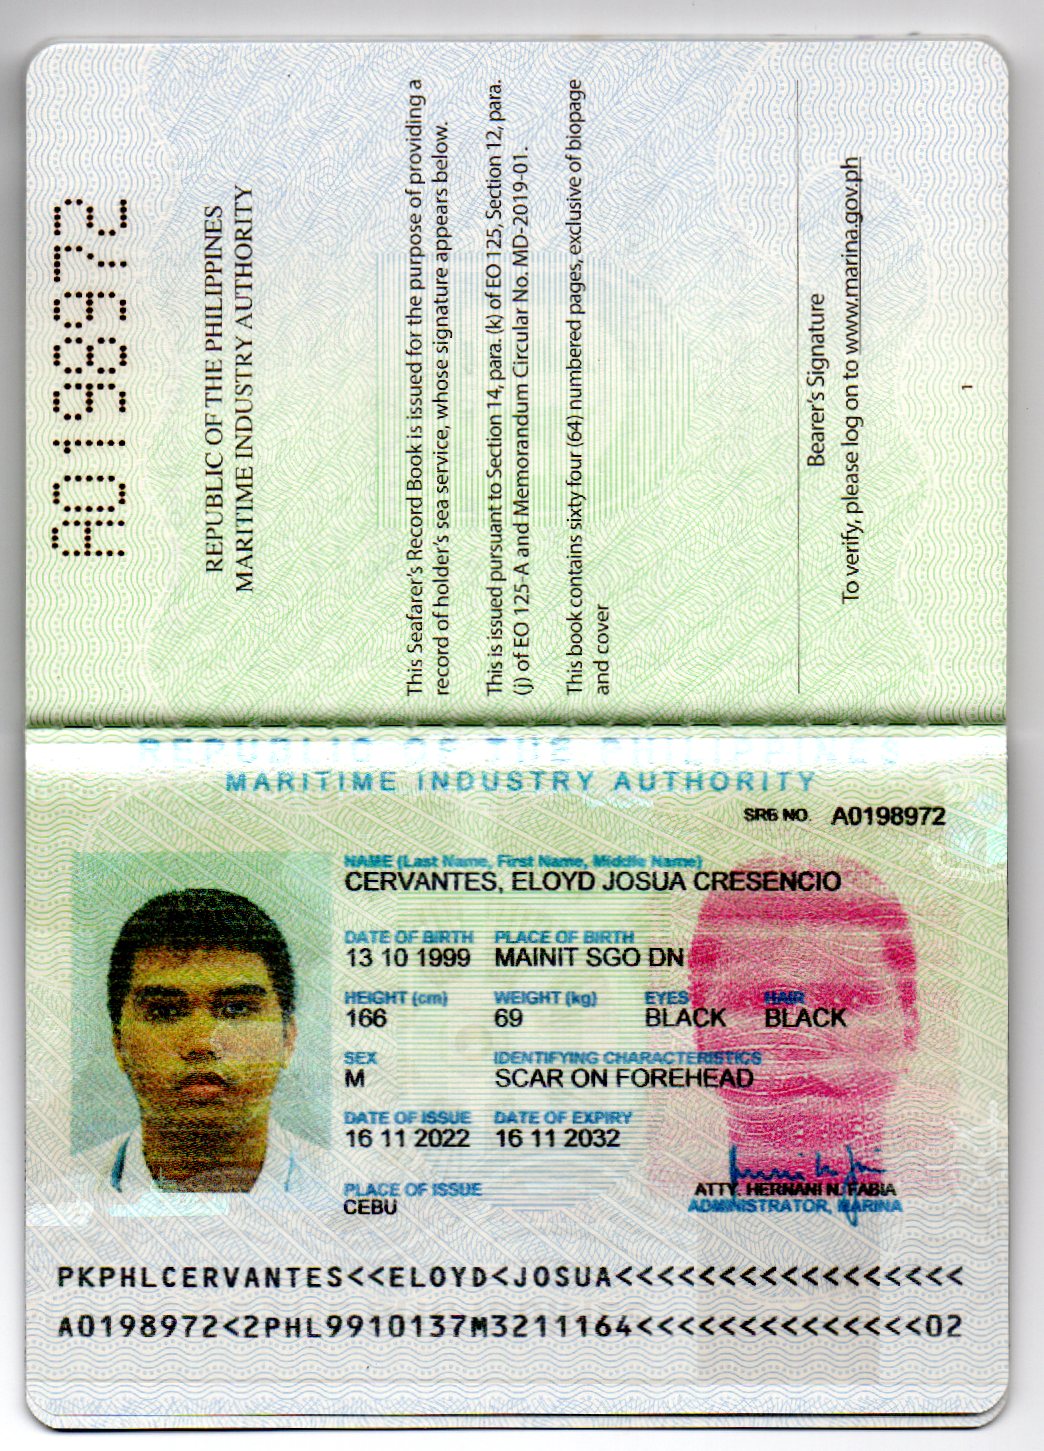 A0198972
REPUBLIC OF THE PHILIPPINES
MARITIME INDUSTRY AUTHORITY
This Seafarer's Record Book is issued for the purpose of providing a
record of holder's sea service, whose signature appears below.
This is issued pursuant to Section 14, para. (k) of EO 125, Section 12, para.
(j) of EO 125-A and Memorandum Circular No. MD-2019-01.
This book contains sixty four (64) numbered pages, exclusive of biopage
and cover
Bearer's Signature
To verify, please log on to www.marina.gov.ph
1
REPUBLIC OF THE PHILIPPINES
MARITIME INDUSTRY AUTHORITY
SRB NO. A0198972
NAME (Last Name, First Name, Middle Name)
CERVANTES, ELOYD JOSUA CRESENCIO
DATE OF BIRTH PLACE OF BIRTH
13 10 1999 MAINIT SGO DN
HEIGHT (cm) WEIGHT (kg) EYES HAIR
166 69 BLACK BLACK
SEX IDENTIFYING CHARACTERISTICS
M SCAR ON FOREHEAD
DATE OF ISSUE DATE OF EXPIRY
16 11 2022 16 11 2032
PLACE OF ISSUE
CEBU
ATTY. HERNANI N. FABIA
ADMINISTRATOR, MARINA
PKPHLCERVANTES<<ELOYD<JOSUA<<<<<<<<<<<<<<<<<
A0198972<2PHL9910137M3211164<<<<<<<<<<<<<<02